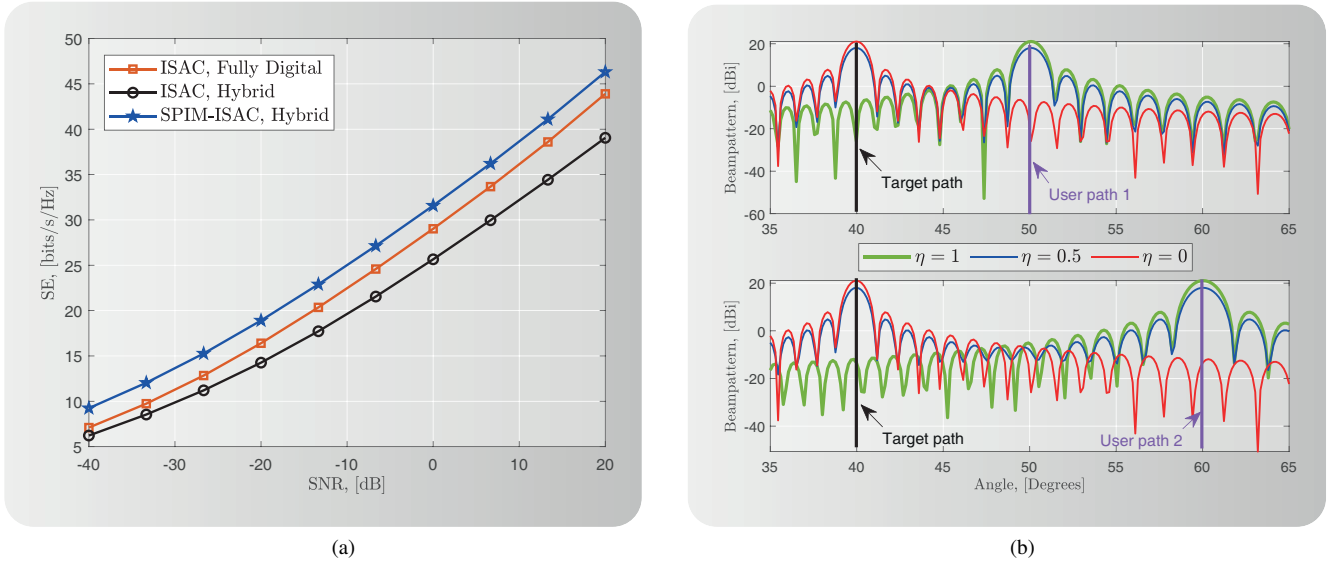 50
45
40
35
30
25
20
15
10
5
SE, [bits/s/Hz]
ISAC, Fully Digital
ISAC, Hybrid
SPIM-ISAC, Hybrid
-40 -30 -20 -10 0 10 20
SNR, [dB]
(a)
20
0
-20
-40
-60
Beampattern, [dBi]
Target path
User path 1
35 40 45 50 55 60 65
η = 1 η = 0.5 η = 0
20
0
-20
-40
Beampattern, [dBi]
Target path
User path 2
35 40 45 50 55 60 65
Angle, [Degrees]
(b)